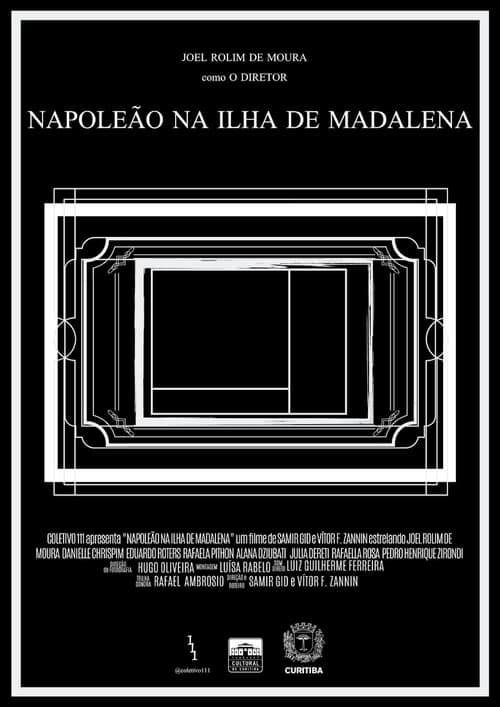 JOEL ROLIM DE MOURA
como O DIRETOR
NAPOLEÃO NA ILHA DE MADALENA
COLETIVO 111 apresenta "NAPOLEÃO NA ILHA DE MADALENA" um filme de SAMIR GID e VÍTOR F. ZANNIN estrelando JOEL ROLIM DE
MOURA DANIELLE CHRISPIM EDUARDO ROTERS RAFAELA PITHON ALANA DZIUBATI JULIA DERETI RAFAELLA ROSA PEDRO HENRIQUE ZIRONDI
DIREÇÃO de FOTOGRAFIA HUGO OLIVEIRA MONTAGEM LUÍSA RABELO SOM DIRETO LUIZ GUILHERME FERREIRA
TRILHA SONORA RAFAEL AMBROSIO DIREÇÃO e ROTEIRO SAMIR GID e VÍTOR F. ZANNIN
111
@coletivo111
FUNDAÇÃO
CULTURAL
DE CURITIBA
CURITIBA